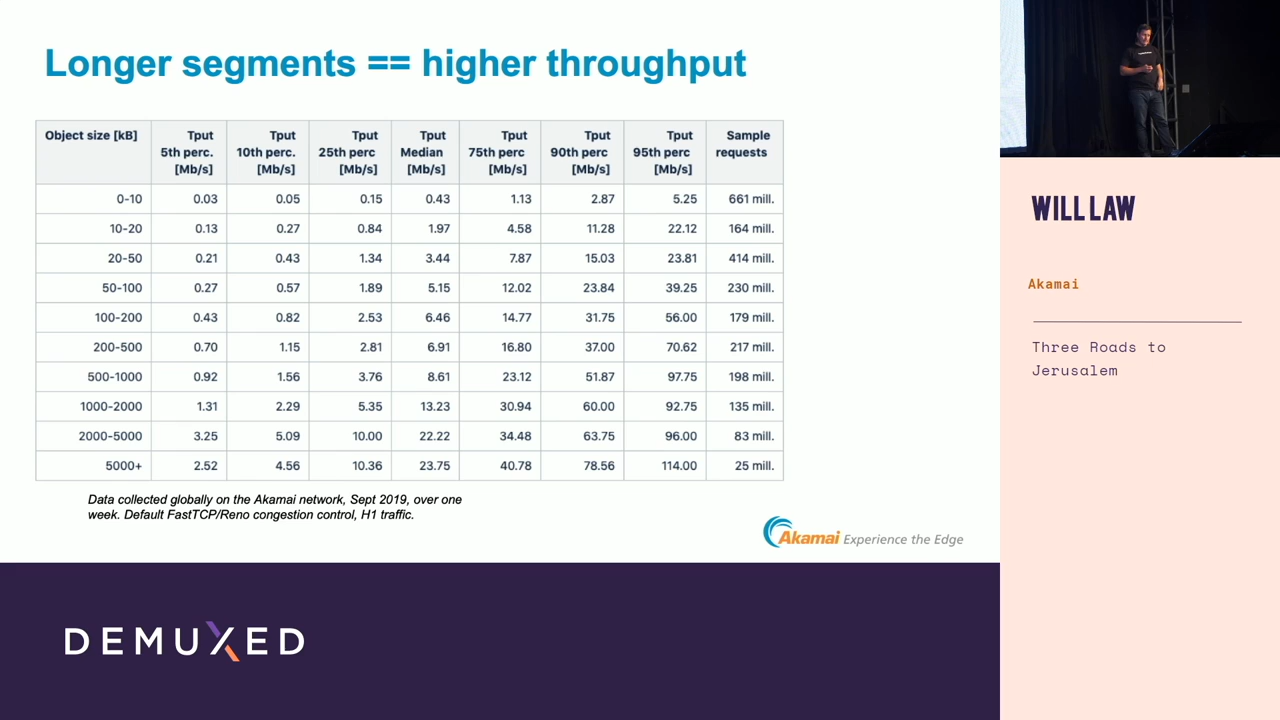 Longer segments == higher throughput
Object size [kB] Tput 5th perc. [Mb/s] Tput 10th perc. [Mb/s] Tput 25th perc [Mb/s] Tput Median [Mb/s] Tput 75th perc [Mb/s] Tput 90th perc [Mb/s] Tput 95th perc [Mb/s] Sample requests
0-10 0.03 0.05 0.15 0.43 1.13 2.87 5.25 661 mill.
10-20 0.13 0.27 0.84 1.97 4.58 11.28 22.12 164 mill.
20-50 0.21 0.43 1.34 3.44 7.87 15.03 23.81 414 mill.
50-100 0.27 0.57 1.89 5.15 12.02 23.84 39.25 230 mill.
100-200 0.43 0.82 2.53 6.46 14.77 31.75 56.00 179 mill.
200-500 0.70 1.15 2.81 6.91 16.80 37.00 70.62 217 mill.
500-1000 0.92 1.56 3.76 8.61 23.12 51.87 97.75 198 mill.
1000-2000 1.31 2.29 5.35 13.23 30.94 60.00 92.75 135 mill.
2000-5000 3.25 5.09 10.00 22.22 34.48 63.75 96.00 83 mill.
5000+ 2.52 4.56 10.36 23.75 40.78 78.56 114.00 25 mill.
Data collected globally on the Akamai network, Sept 2019, over one
week. Default FastTCP/Reno congestion control, H1 traffic.
Akamai Experience the Edge
DEMUXED
WILL LAW
Akamai
Three Roads to
Jerusalem